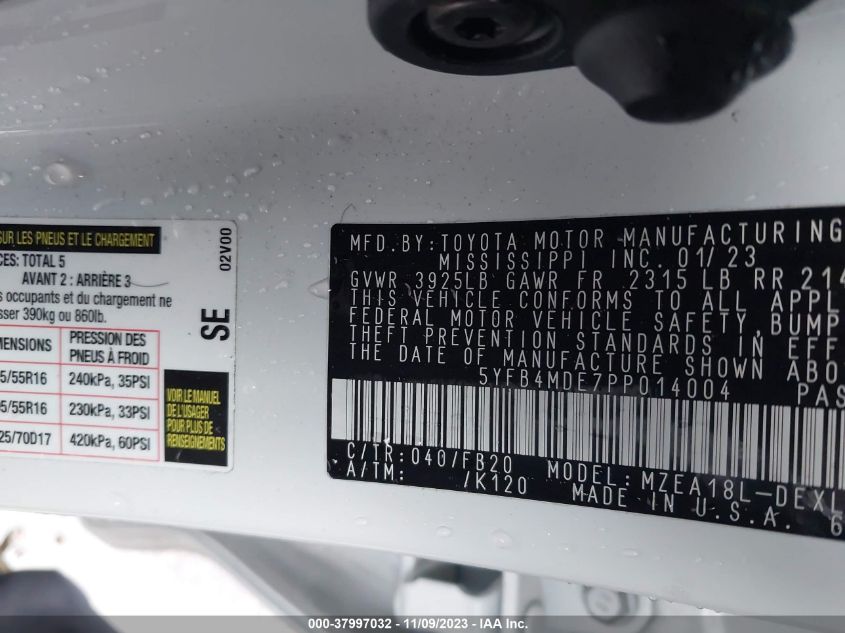 SUR LES PNEUS ET LE CHARGEMENT
CES: TOTAL 5
AVANT 2 : ARRIÈRE 3
s occupants et du chargement ne
sser 390kg ou 860lb.
MENSIONS PRESSION DES PNEUS À FROID
5/55R16 240kPa, 35PSI
5/55R16 230kPa, 33PSI
25/70D17 420kPa, 60PSI
VOIR LE MANUEL
DE L'USAGER
POUR PLUS DE
RENSEIGNEMENTS
02V00
SE
MFD. BY: TOYOTA MOTOR MANUFACTURING
MISSISSIPPI INC. 01/23
GVWR 3925LB GAWR FR 2315 LB RR 214
THIS VEHICLE CONFORMS TO ALL APPL
FEDERAL MOTOR VEHICLE SAFETY, BUMP
THEFT PREVENTION STANDARDS IN EFF
THE DATE OF MANUFACTURE SHOWN ABO
5YFB4MDE7PP014004 PAS
C/TR: 040/FB20 MODEL: MZEA18L-DEXL
A/TM: /K120 MADE IN U.S.A. 6
000-37997032 - 11/09/2023 - IAA Inc.